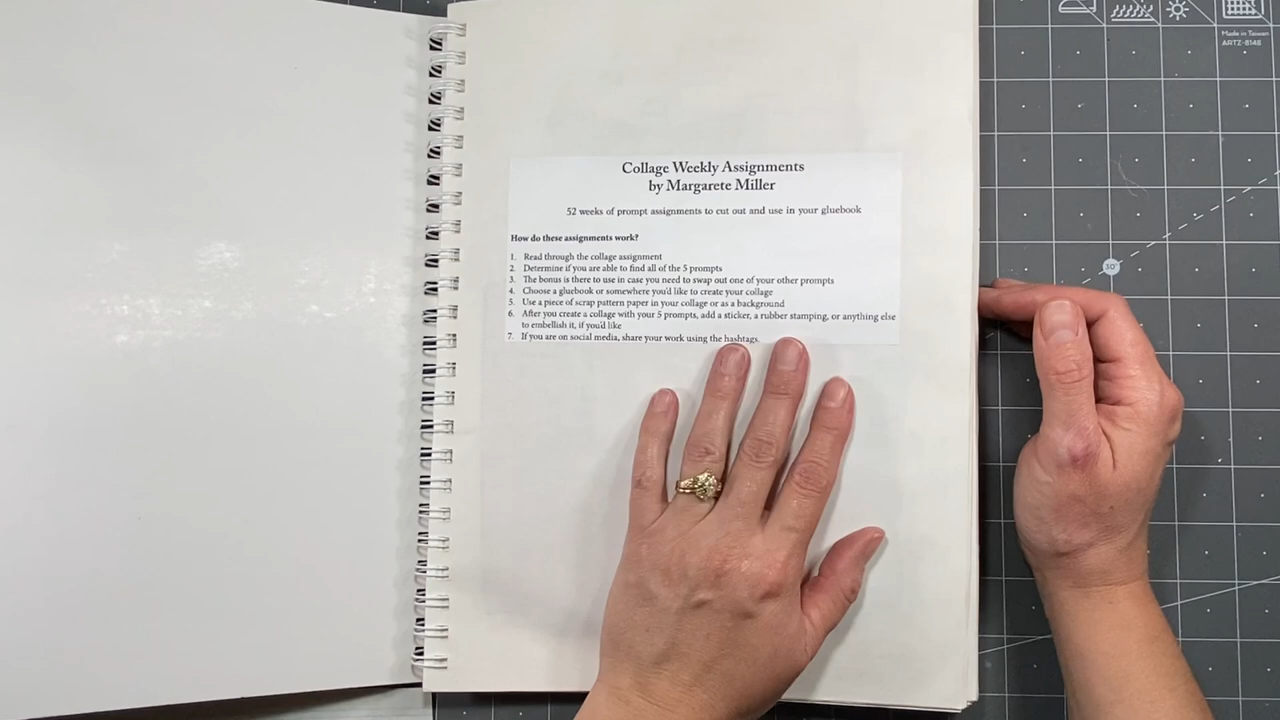 Made in Taiwan
ARTZ-8148
Collage Weekly Assignments
by Margarete Miller
52 weeks of prompt assignments to cut out and use in your gluebook
How do these assignments work?
1. Read through the collage assignment
2. Determine if you are able to find all of the 5 prompts
3. The bonus is there to use in case you need to swap out one of your other prompts
4. Choose a gluebook or somewhere you'd like to create your collage
5. Use a piece of scrap pattern paper in your collage or as a background
6. After you create a collage with your 5 prompts, add a sticker, a rubber stamping, or anything else
to embellish it, if you'd like
7. If you are on social media, share your work using the hashtags.
30°